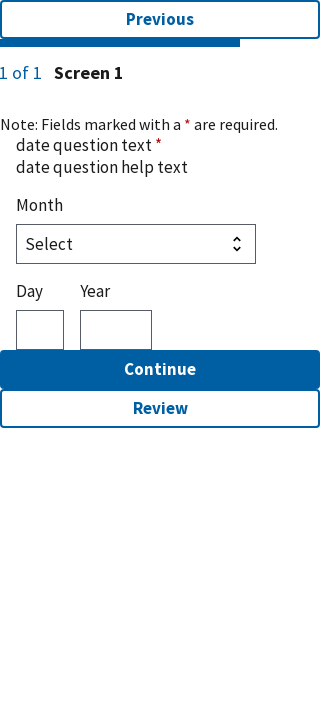 Previous
1 of 1 Screen 1
Note: Fields marked with a * are required.
date question text *
date question help text
Month
Select
Day Year
Continue
Review